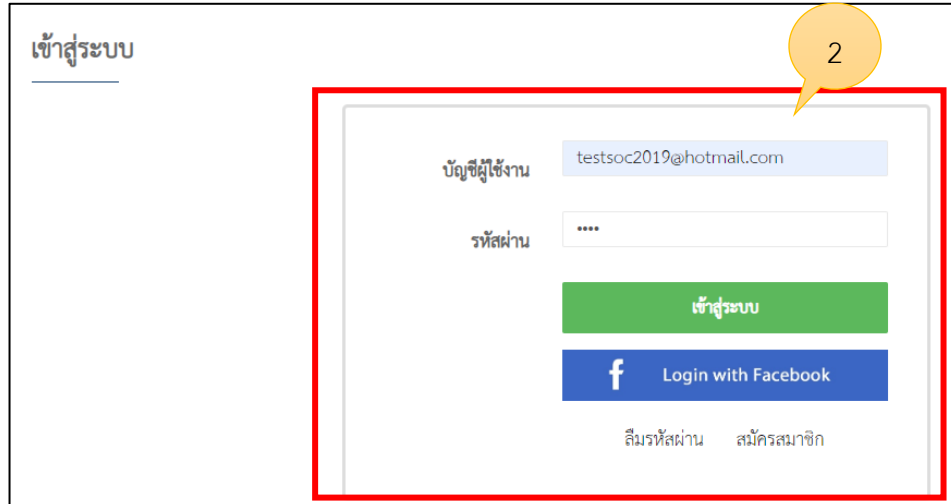 เข้าสู่ระบบ
2
บัญชีผู้ใช้งาน testsoc2019@hotmail.com
รหัสผ่าน ••••
เข้าสู่ระบบ
f Login with Facebook
ลืมรหัสผ่าน สมัครสมาชิก